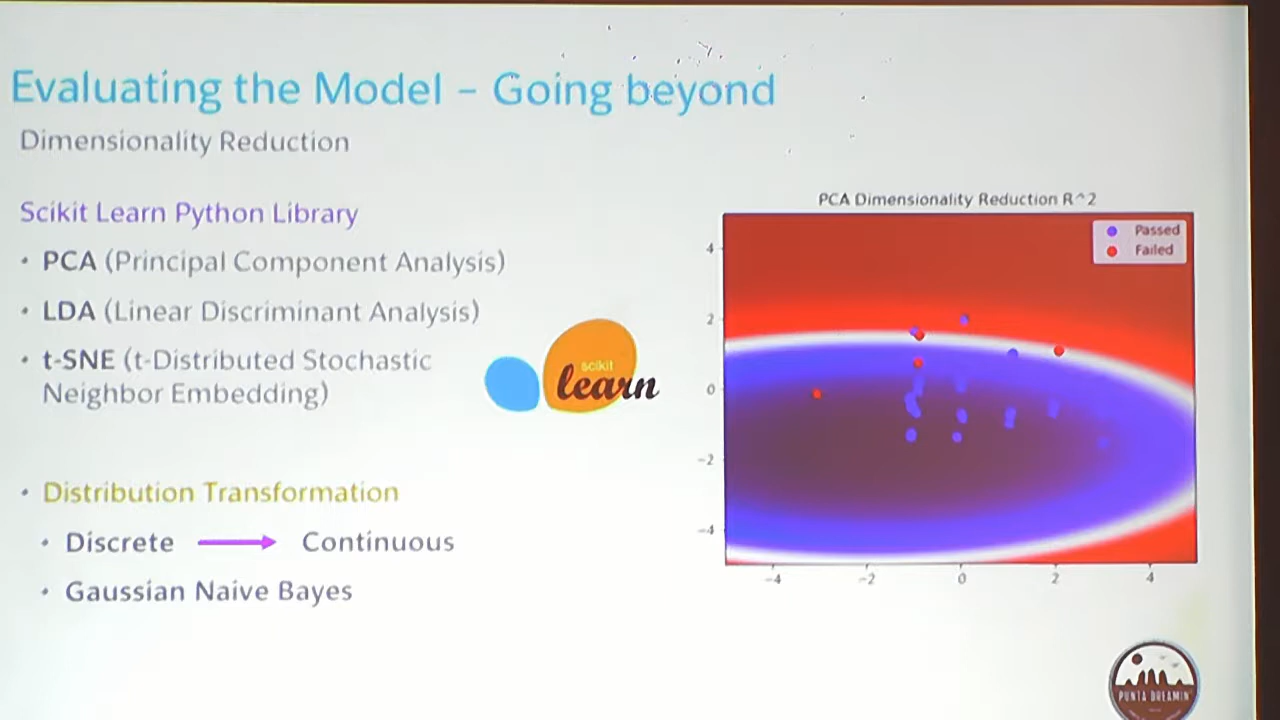 Evaluating the Model – Going beyond
Dimensionality Reduction
Scikit Learn Python Library
• PCA (Principal Component Analysis)
• LDA (Linear Discriminant Analysis)
• t-SNE (t-Distributed Stochastic
Neighbor Embedding)
scikit
learn
• Distribution Transformation
• Discrete Continuous
• Gaussian Naive Bayes
PCA Dimensionality Reduction R^2
Passed
Failed
4
2
0
−2
−4
−4 −2 0 2 4
PUNTA DREAMIN'